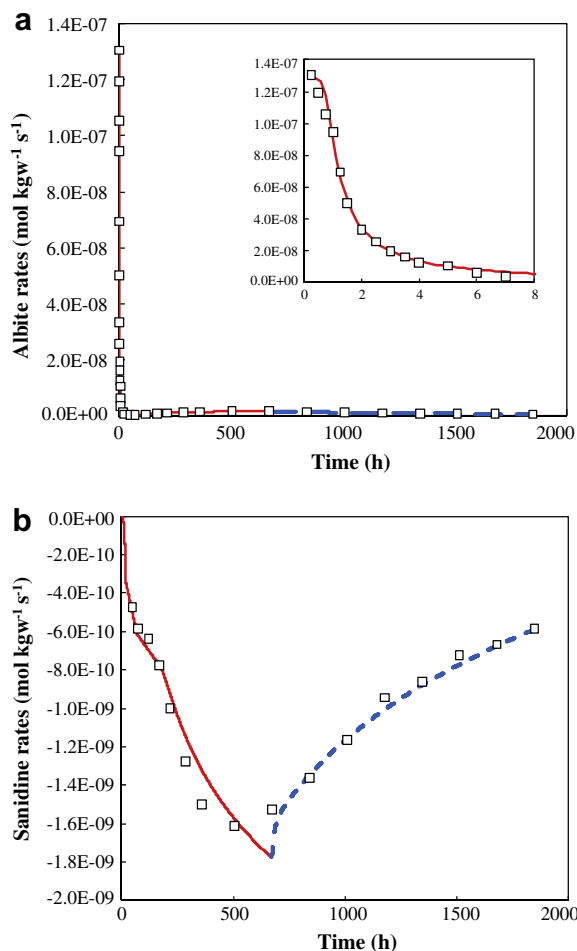 a
Albite rates (mol kgw-1 s-1)
1.4E-07
1.2E-07
1.0E-07
8.0E-08
6.0E-08
4.0E-08
2.0E-08
0.0E+00
0
500
1000
1500
2000
Time (h)
1.4E-07
1.2E-07
1.0E-07
8.0E-08
6.0E-08
4.0E-08
2.0E-08
0.0E+00
0
2
4
6
8
b
Sanidine rates (mol kgw-1 s-1)
0.0E+00
-2.0E-10
-4.0E-10
-6.0E-10
-8.0E-10
-1.0E-09
-1.2E-09
-1.4E-09
-1.6E-09
-1.8E-09
-2.0E-09
0
500
1000
1500
2000
Time (h)